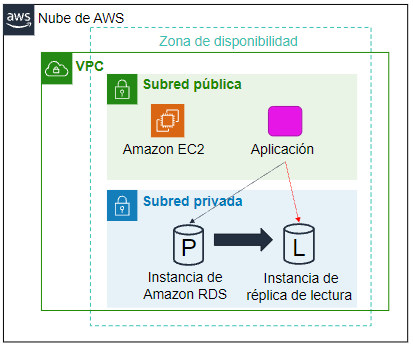 aws
Nube de AWS
Zona de disponibilidad
VPC
Subred pública
Amazon EC2
Aplicación
Subred privada
P
L
Instancia de
Amazon RDS
Instancia de
réplica de lectura